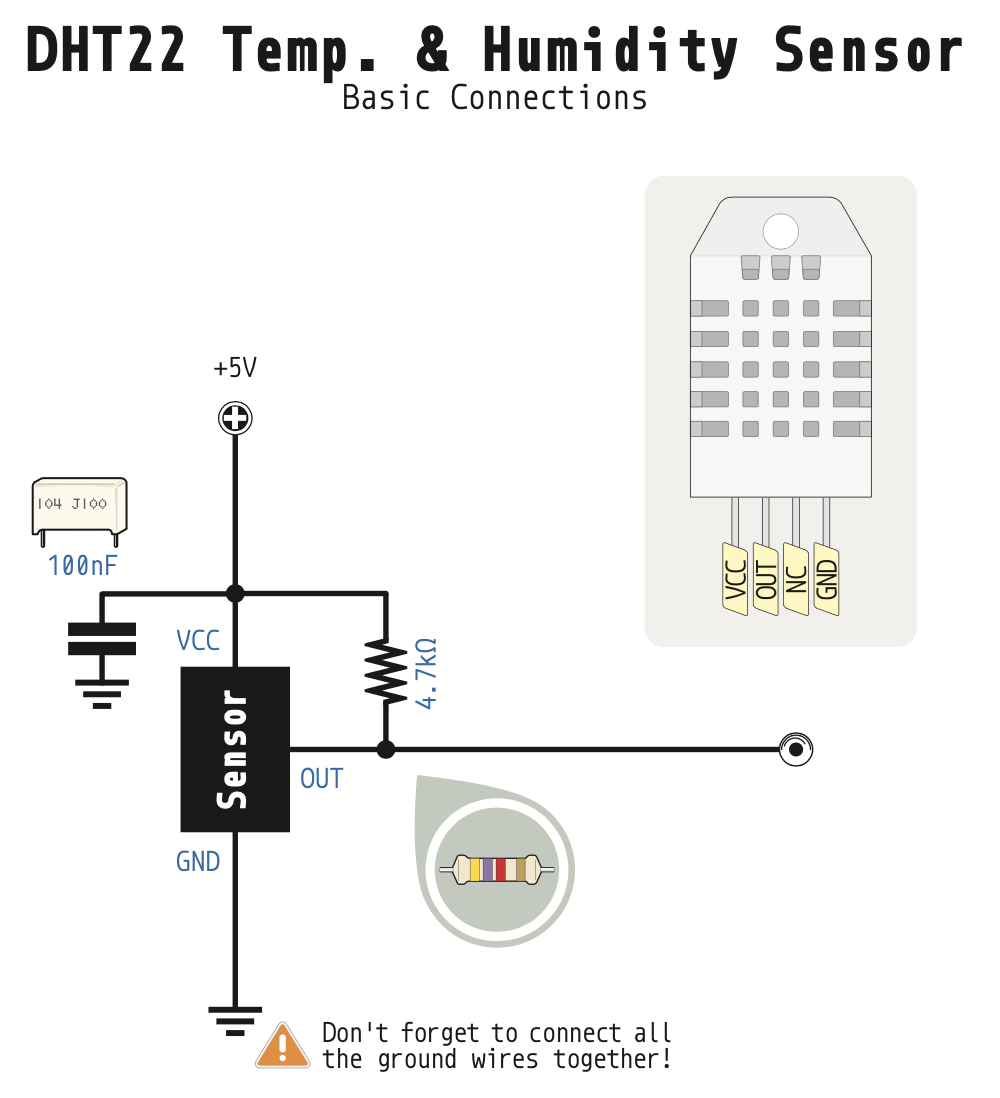 DHT22 Temp. & Humidity Sensor
Basic Connections
+5V
104 J100
100nF
VCC
4.7kΩ
Sensor
OUT
GND
VCC
OUT
NC
GND
Don't forget to connect all
the ground wires together!